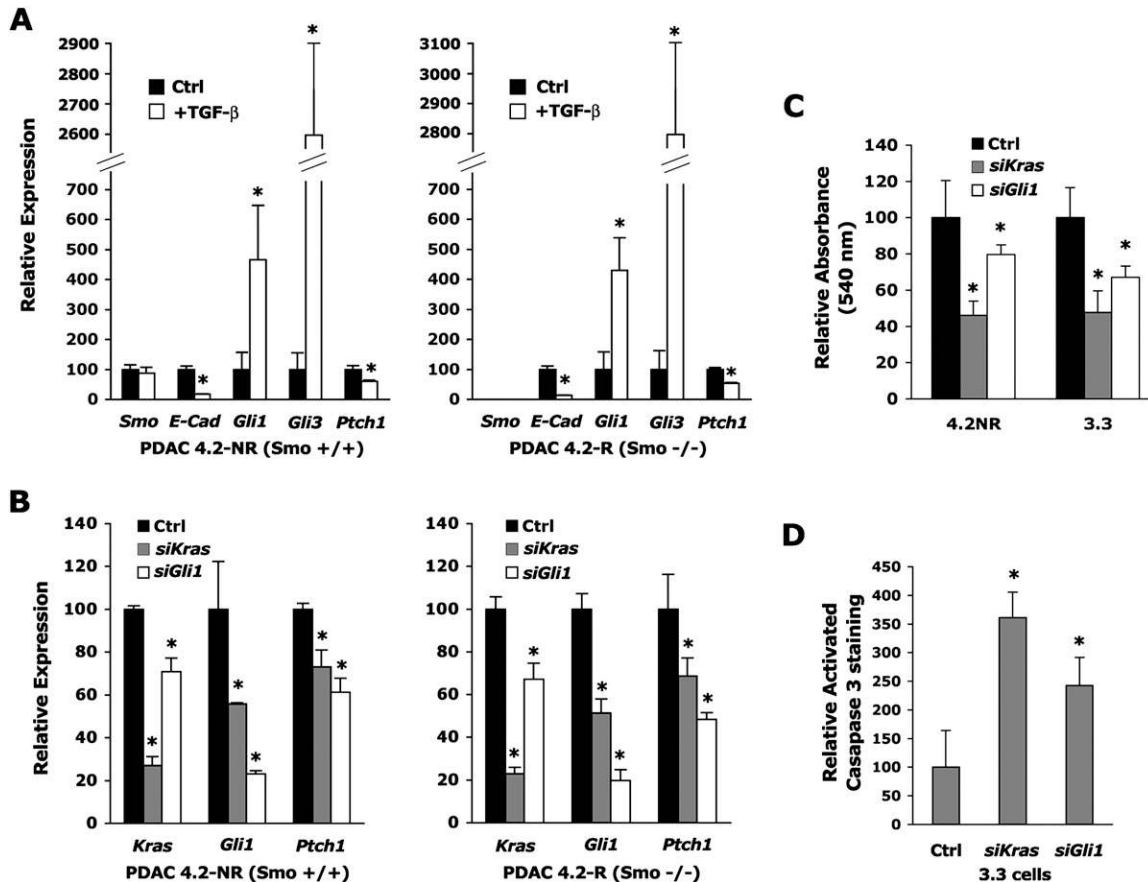 A
Relative Expression
2900
2800
2700
2600
700
600
500
400
300
200
100
0
Ctrl
+TGF-β
* * * *
Smo E-Cad Gli1 Gli3 Ptch1
PDAC 4.2-NR (Smo +/+)
3100
3000
2900
2800
700
600
500
400
300
200
100
0
Ctrl
+TGF-β
* * * *
Smo E-Cad Gli1 Gli3 Ptch1
PDAC 4.2-R (Smo -/-)
B
Relative Expression
140
120
100
80
60
40
20
0
Ctrl
siKras
siGli1
* * * * * *
Kras Gli1 Ptch1
PDAC 4.2-NR (Smo +/+)
140
120
100
80
60
40
20
0
Ctrl
siKras
siGli1
* * * * * *
Kras Gli1 Ptch1
PDAC 4.2-R (Smo -/-)
C
Relative Absorbance
(540 nm)
140
120
100
80
60
40
20
0
Ctrl
siKras
siGli1
* * * *
4.2NR 3.3
D
Relative Activated
Casapase 3 staining
450
400
350
300
250
200
150
100
50
0
* *
Ctrl siKras siGli1
3.3 cells